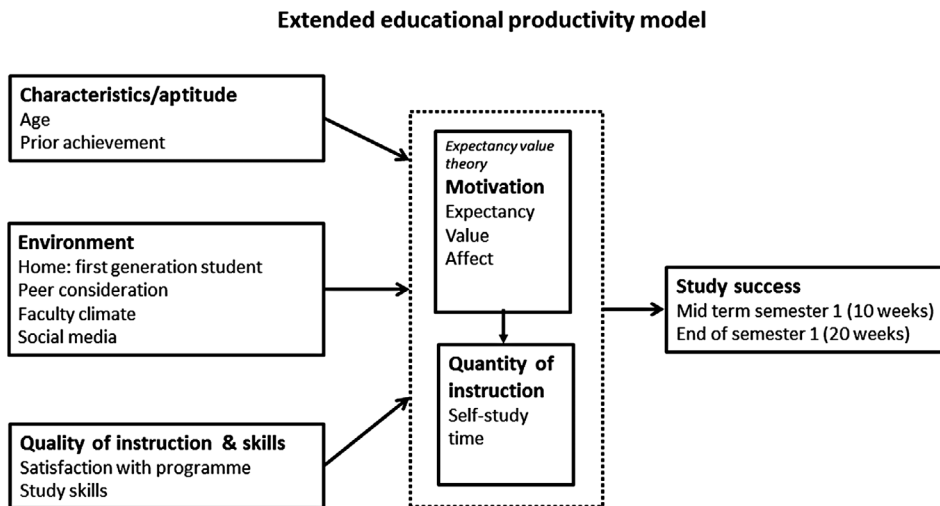 Extended educational productivity model
Characteristics/aptitude
Age
Prior achievement
Environment
Home: first generation student
Peer consideration
Faculty climate
Social media
Quality of instruction & skills
Satisfaction with programme
Study skills
Expectancy value
theory
Motivation
Expectancy
Value
Affect
Quantity of
instruction
Self-study
time
Study success
Mid term semester 1 (10 weeks)
End of semester 1 (20 weeks)